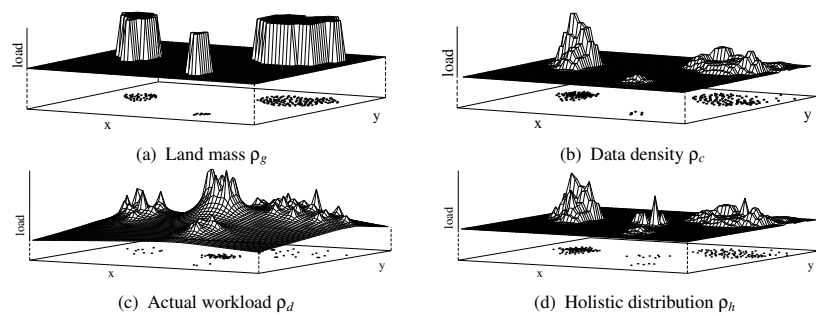 load
x
y
(a) Land mass ρg
load
x
y
(b) Data density ρc
load
x
y
(c) Actual workload ρd
load
x
y
(d) Holistic distribution ρh